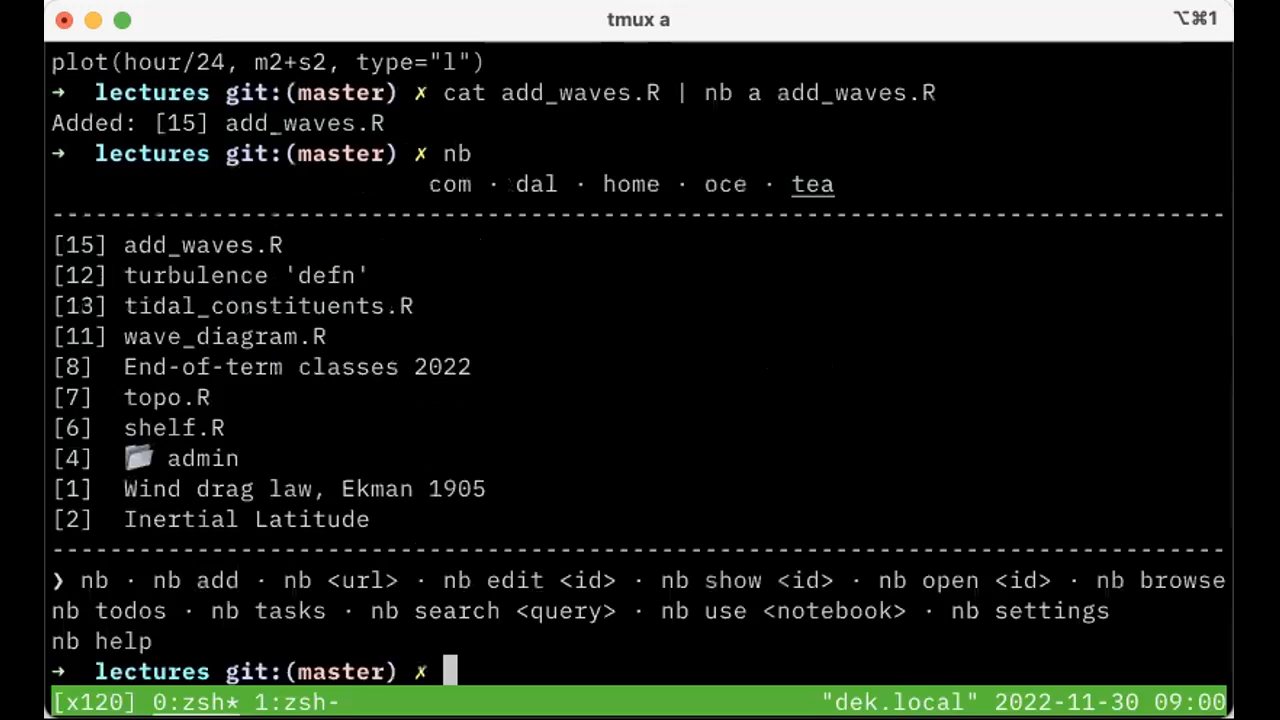 tmux a
⌥⌘1
plot(hour/24, m2+s2, type="l")
→ lectures git:(master) ✗ cat add_waves.R | nb a add_waves.R
Added: [15] add_waves.R
→ lectures git:(master) ✗ nb
com · dal · home · oce · tea
---------------------------------------------------------------------------------
[15] add_waves.R
[12] turbulence 'defn'
[13] tidal_constituents.R
[11] wave_diagram.R
[8] End-of-term classes 2022
[7] topo.R
[6] shelf.R
[4] 📂 admin
[1] Wind drag law, Ekman 1905
[2] Inertial Latitude
---------------------------------------------------------------------------------
❯ nb · nb add · nb <url> · nb edit <id> · nb show <id> · nb open <id> · nb browse
nb todos · nb tasks · nb search <query> · nb use <notebook> · nb settings
nb help
→ lectures git:(master) ✗
[x120] 0:zsh* 1:zsh- "dek.local" 2022-11-30 09:00